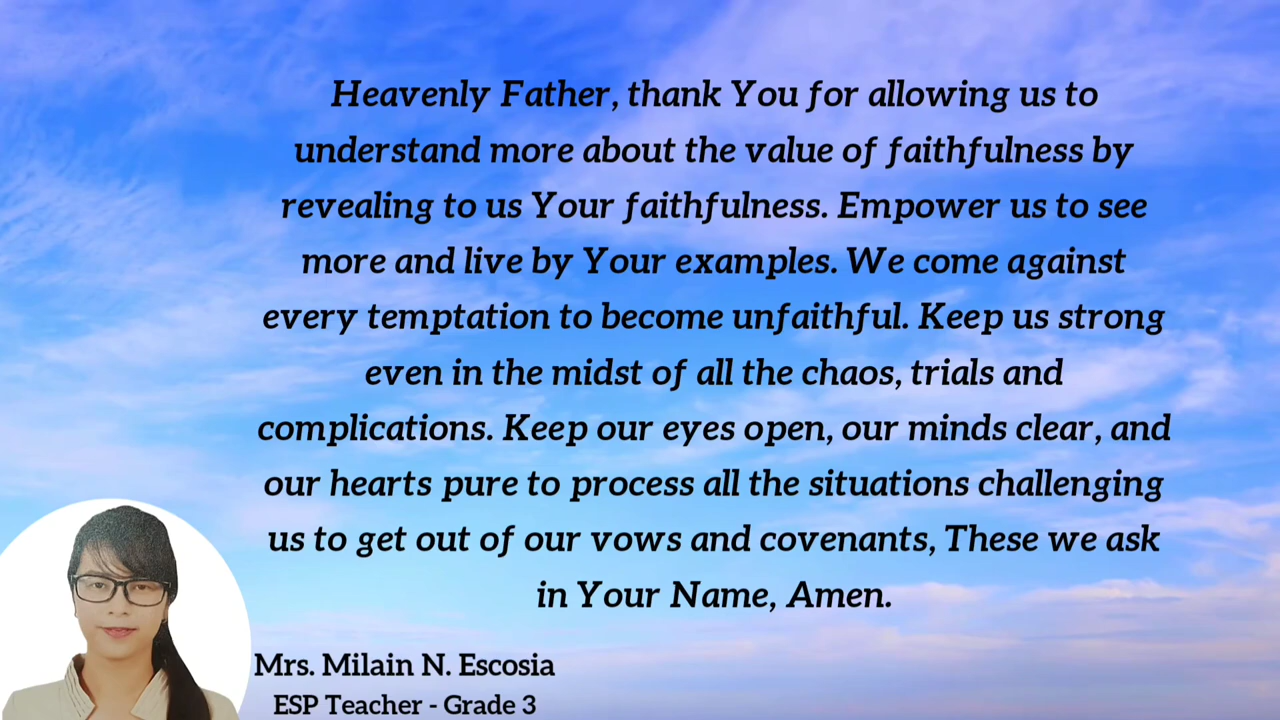 Heavenly Father, thank You for allowing us to
understand more about the value of faithfulness by
revealing to us Your faithfulness. Empower us to see
more and live by Your examples. We come against
every temptation to become unfaithful. Keep us strong
even in the midst of all the chaos, trials and
complications. Keep our eyes open, our minds clear, and
our hearts pure to process all the situations challenging
us to get out of our vows and covenants, These we ask
in Your Name, Amen.
Mrs. Milain N. Escosia
ESP Teacher - Grade 3